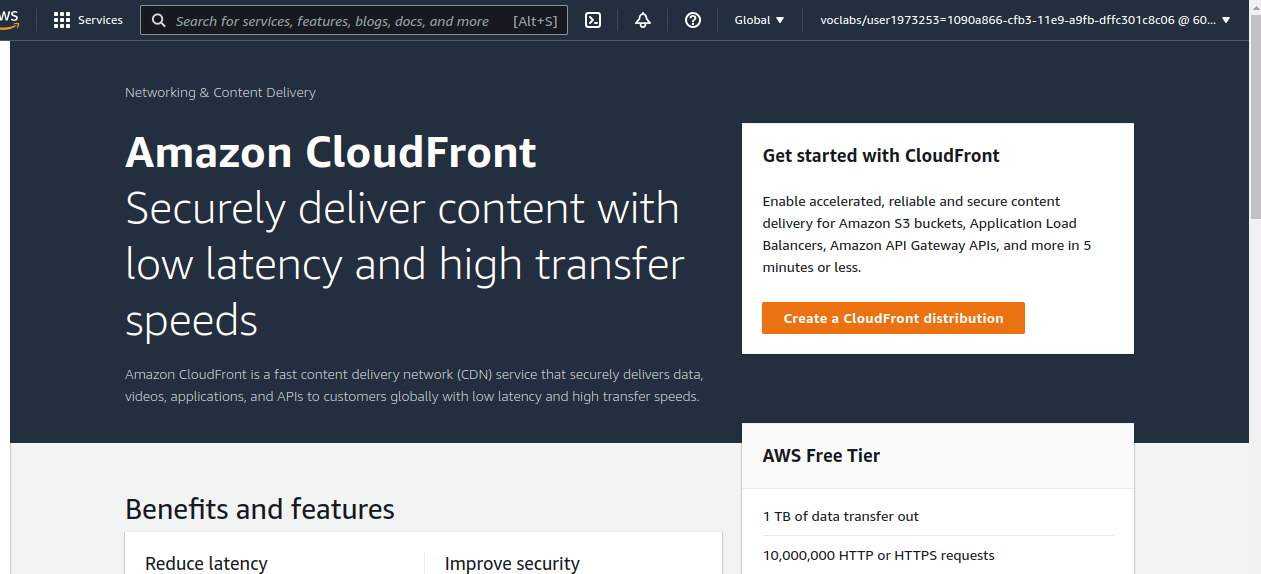 Services
Search for services, features, blogs, docs, and more [Alt+S]
Global
voclabs/user1973253=1090a866-cfb3-11e9-a9fb-dffc301c8c06 @ 60...
Networking & Content Delivery
Amazon CloudFront
Securely deliver content with
low latency and high transfer
speeds
Amazon CloudFront is a fast content delivery network (CDN) service that securely delivers data,
videos, applications, and APIs to customers globally with low latency and high transfer speeds.
Get started with CloudFront
Enable accelerated, reliable and secure content
delivery for Amazon S3 buckets, Application Load
Balancers, Amazon API Gateway APIs, and more in 5
minutes or less.
Create a CloudFront distribution
AWS Free Tier
1 TB of data transfer out
10,000,000 HTTP or HTTPS requests
Benefits and features
Reduce latency
Improve security